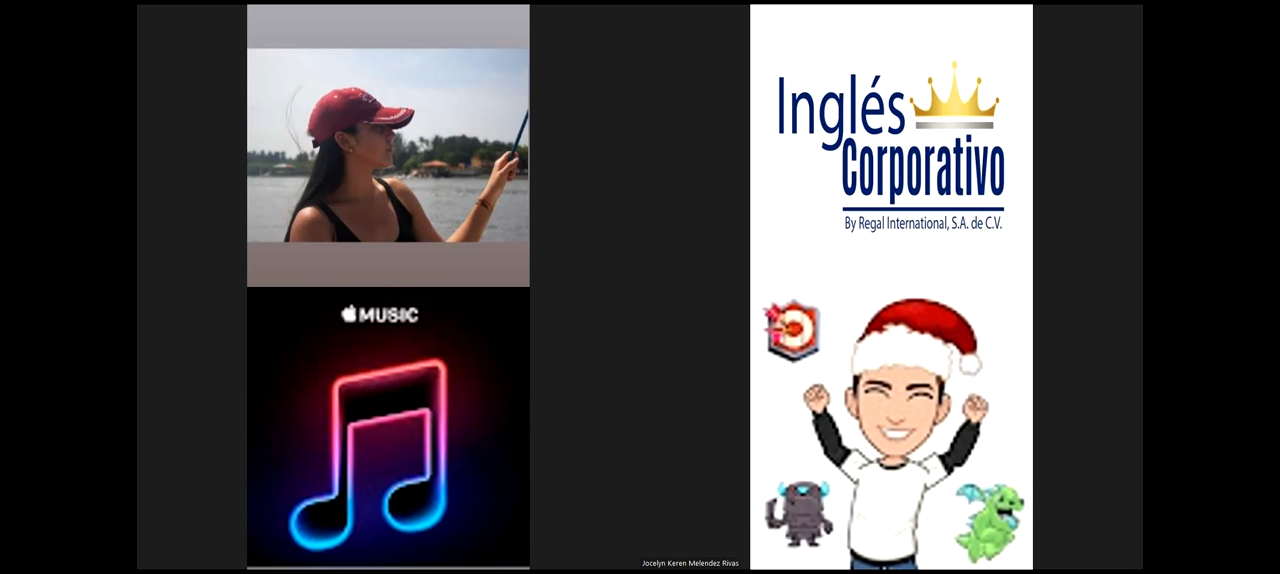 Inglés
Corporativo
By Regal International, S.A. de C.V.
MUSIC
Jocelyn Keren Melendez Rivas